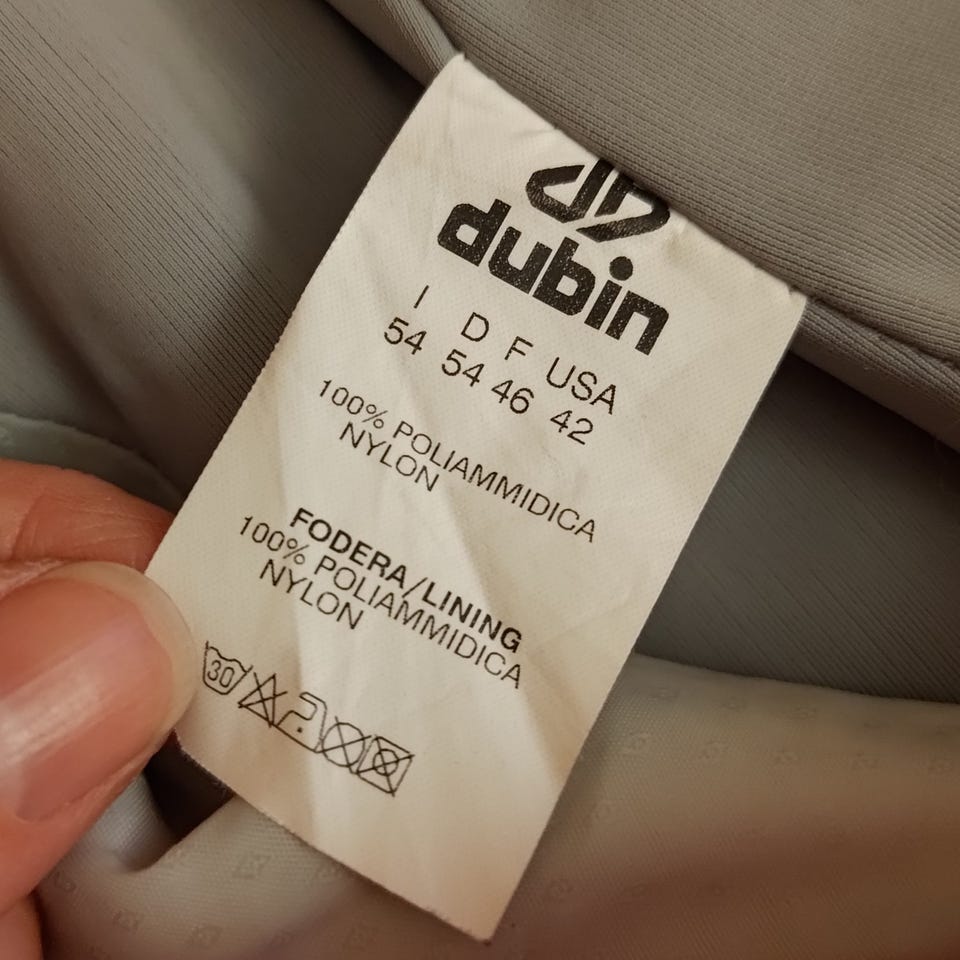 dubin
I D F USA
54 54 46 42
100% POLIAMMIDICA
NYLON
FODERA/LINING
100% POLIAMMIDICA
NYLON
30